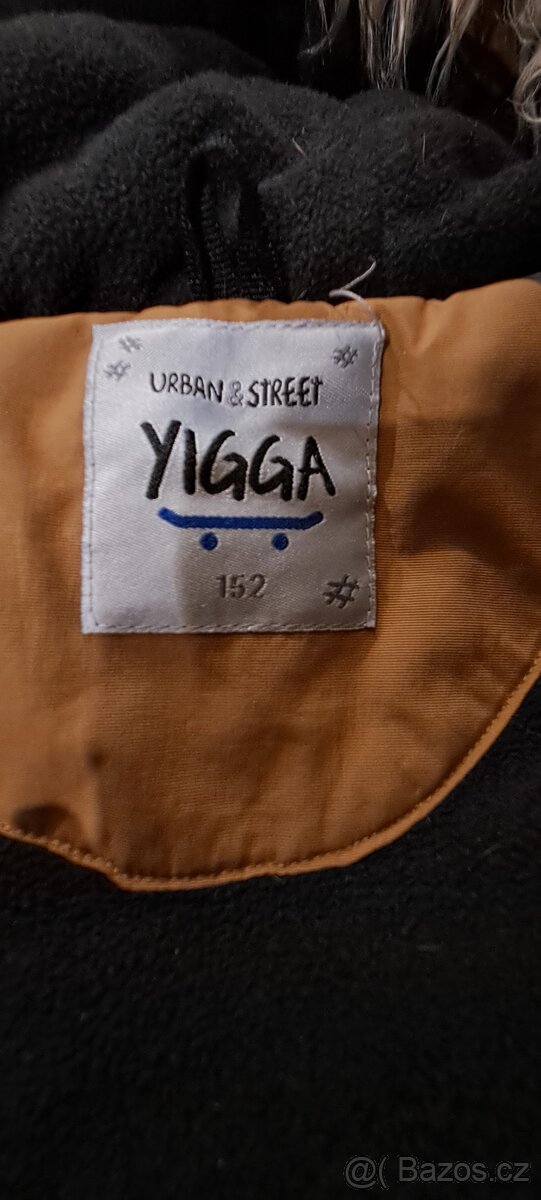 # #
#
URBAN & STREET
YIGGA
152
#
@( Bazos.cz